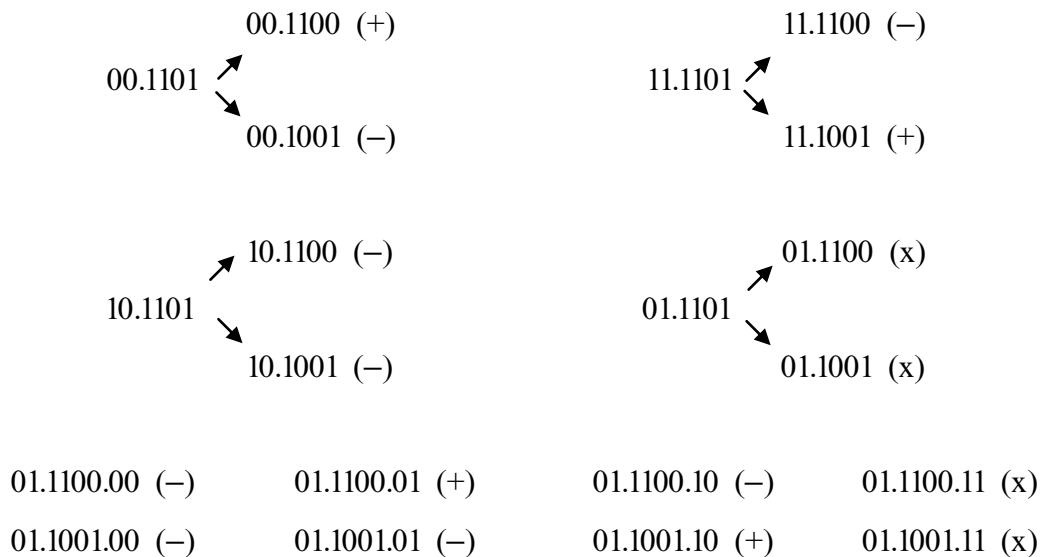 00.1100 (+) 11.1100 (–)
00.1101 11.1101
00.1001 (–) 11.1001 (+)
10.1100 (–) 01.1100 (x)
10.1101 01.1101
10.1001 (–) 01.1001 (x)
01.1100.00 (–) 01.1100.01 (+) 01.1100.10 (–) 01.1100.11 (x)
01.1001.00 (–) 01.1001.01 (–) 01.1001.10 (+) 01.1001.11 (x)